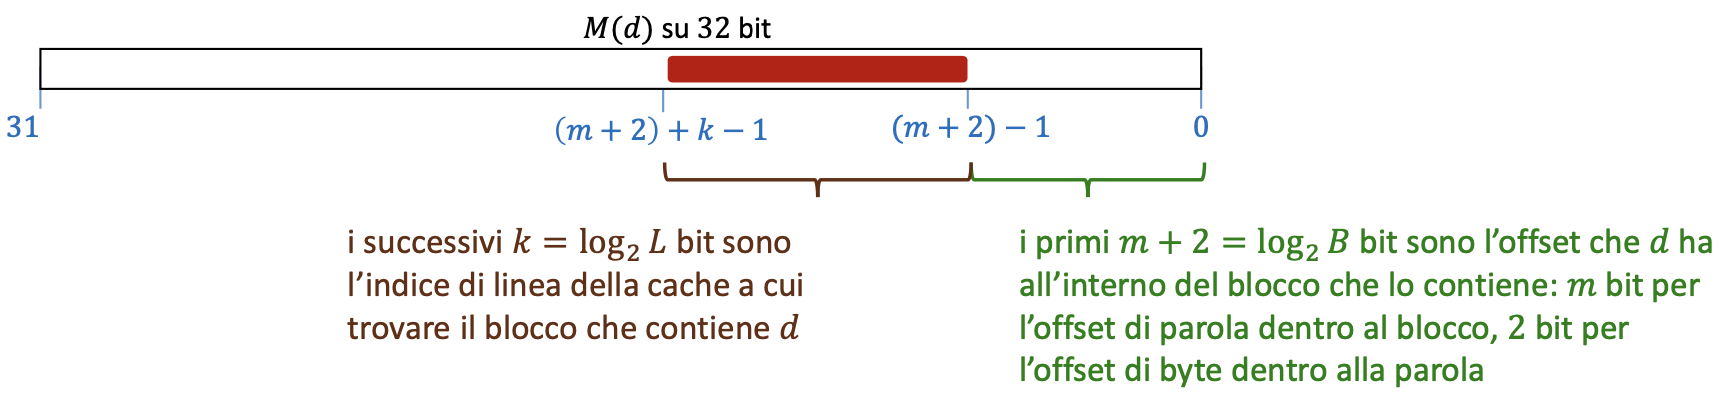 M(d) su 32 bit
31 (m + 2) + k − 1 (m + 2) − 1 0
i successivi k = log₂ L bit sono
l’indice di linea della cache a cui
trovare il blocco che contiene d
i primi m + 2 = log₂ B bit sono l’offset che d ha
all’interno del blocco che lo contiene: m bit per
l’offset di parola dentro al blocco, 2 bit per
l’offset di byte dentro alla parola